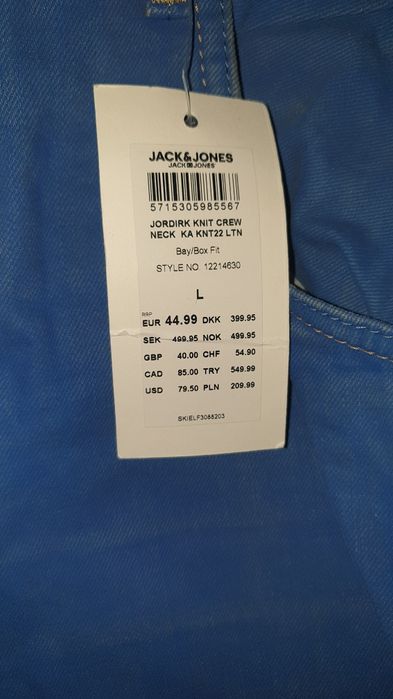 JACK&JONES
JACK&JONES
5715305985567
JORDIRK KNIT CREW
NECK KA KNT22 LTN
Bay/Box Fit
STYLE NO. 12214630
L
RRP
EUR 44.99 DKK 399.95
SEK 499.95 NOK 499.95
GBP 40.00 CHF 54.90
CAD 85.00 TRY 549.99
USD 79.50 PLN 209.99
SKIELF3088203